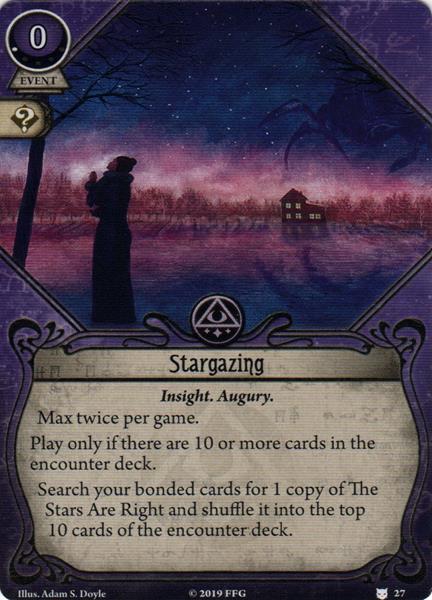 0
EVENT
?
Stargazing
Insight. Augury.
Max twice per game.
Play only if there are 10 or more cards in the
encounter deck.
Search your bonded cards for 1 copy of The
Stars Are Right and shuffle it into the top
10 cards of the encounter deck.
Illus. Adam S. Doyle
© 2019 FFG
27